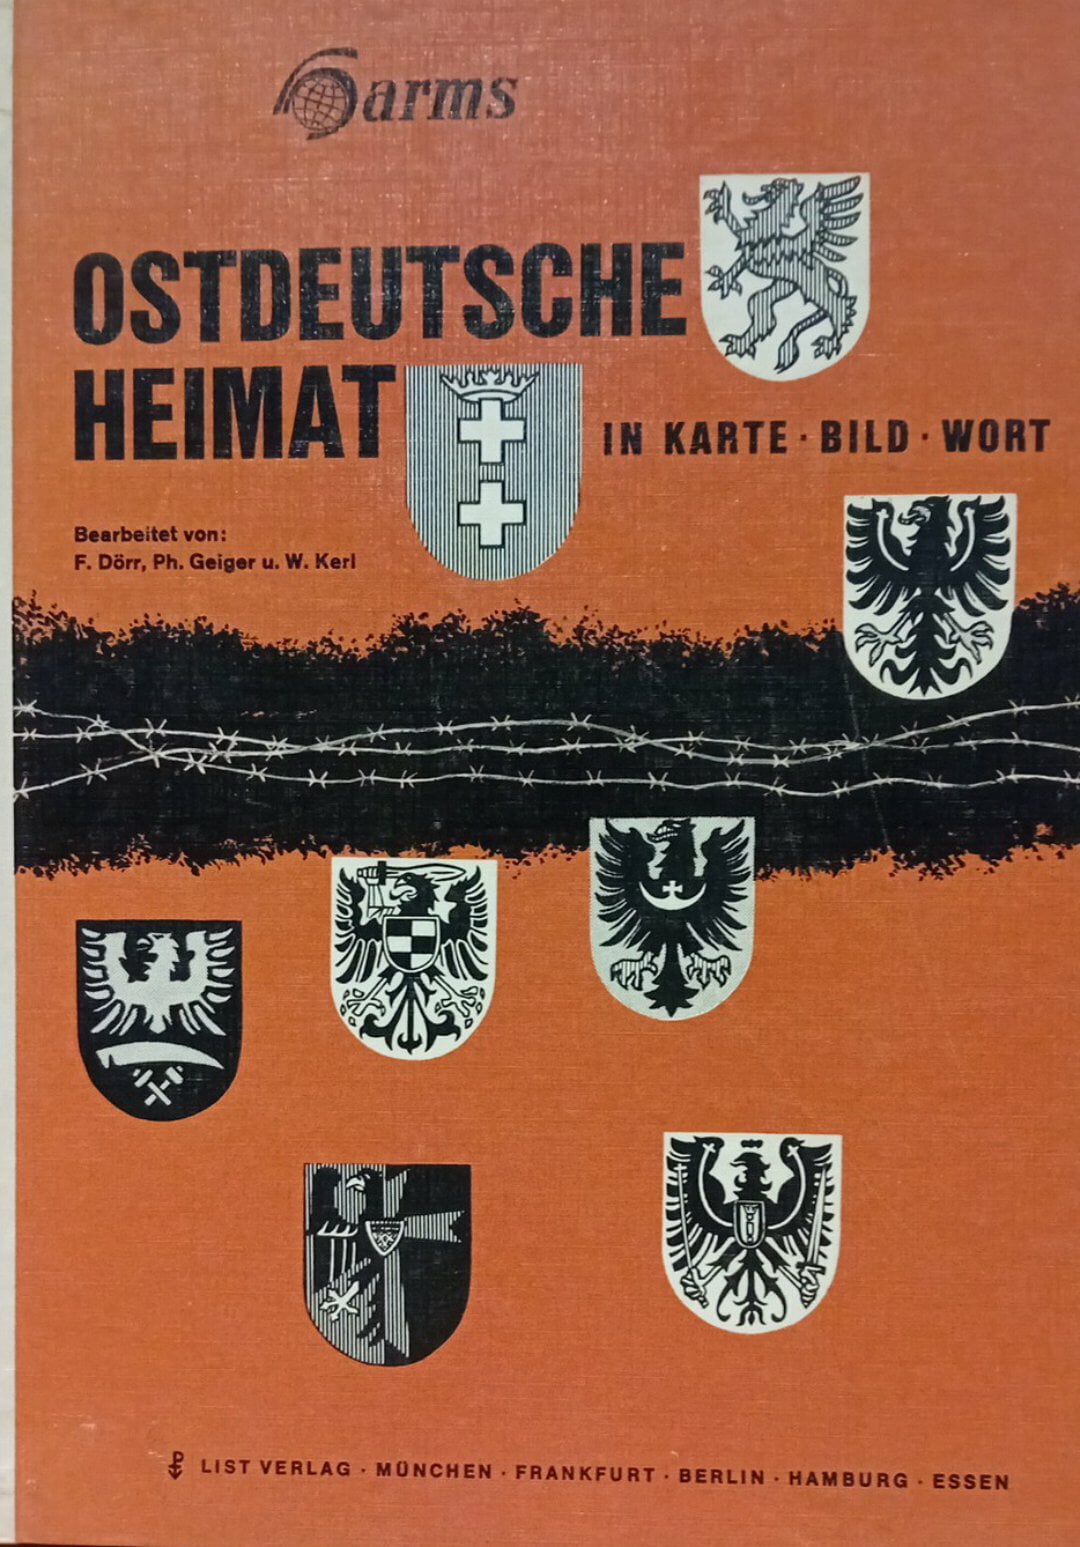 Harms
OSTDEUTSCHE
HEIMAT
IN KARTE · BILD · WORT
Bearbeitet von:
F. Dörr, Ph. Geiger u. W. Kerl
LIST VERLAG · MÜNCHEN · FRANKFURT · BERLIN · HAMBURG · ESSEN